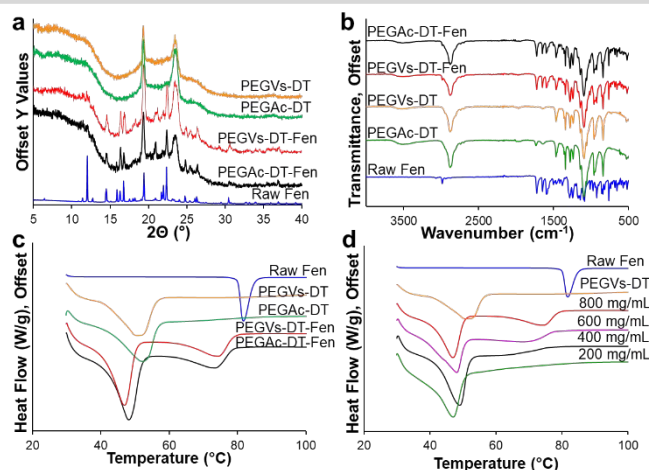 a
Offset Y Values
PEGVs-DT
PEGAc-DT
PEGVs-DT-Fen
PEGAc-DT-Fen
Raw Fen
5 10 15 20 25 30 35 40
2Θ (°)
b
Transmittance, Offset
PEGAc-DT-Fen
PEGVs-DT-Fen
PEGVs-DT
PEGAc-DT
Raw Fen
3500 2500 1500 500
Wavenumber (cm-1)
c
Heat Flow (W/g), Offset
Raw Fen
PEGVs-DT
PEGAc-DT
PEGVs-DT-Fen
PEGAc-DT-Fen
20 40 60 80 100
Temperature (°C)
d
Heat Flow (W/g), Offset
Raw Fen
PEGVs-DT
800 mg/mL
600 mg/mL
400 mg/mL
200 mg/mL
20 40 60 80 100
Temperature (°C)